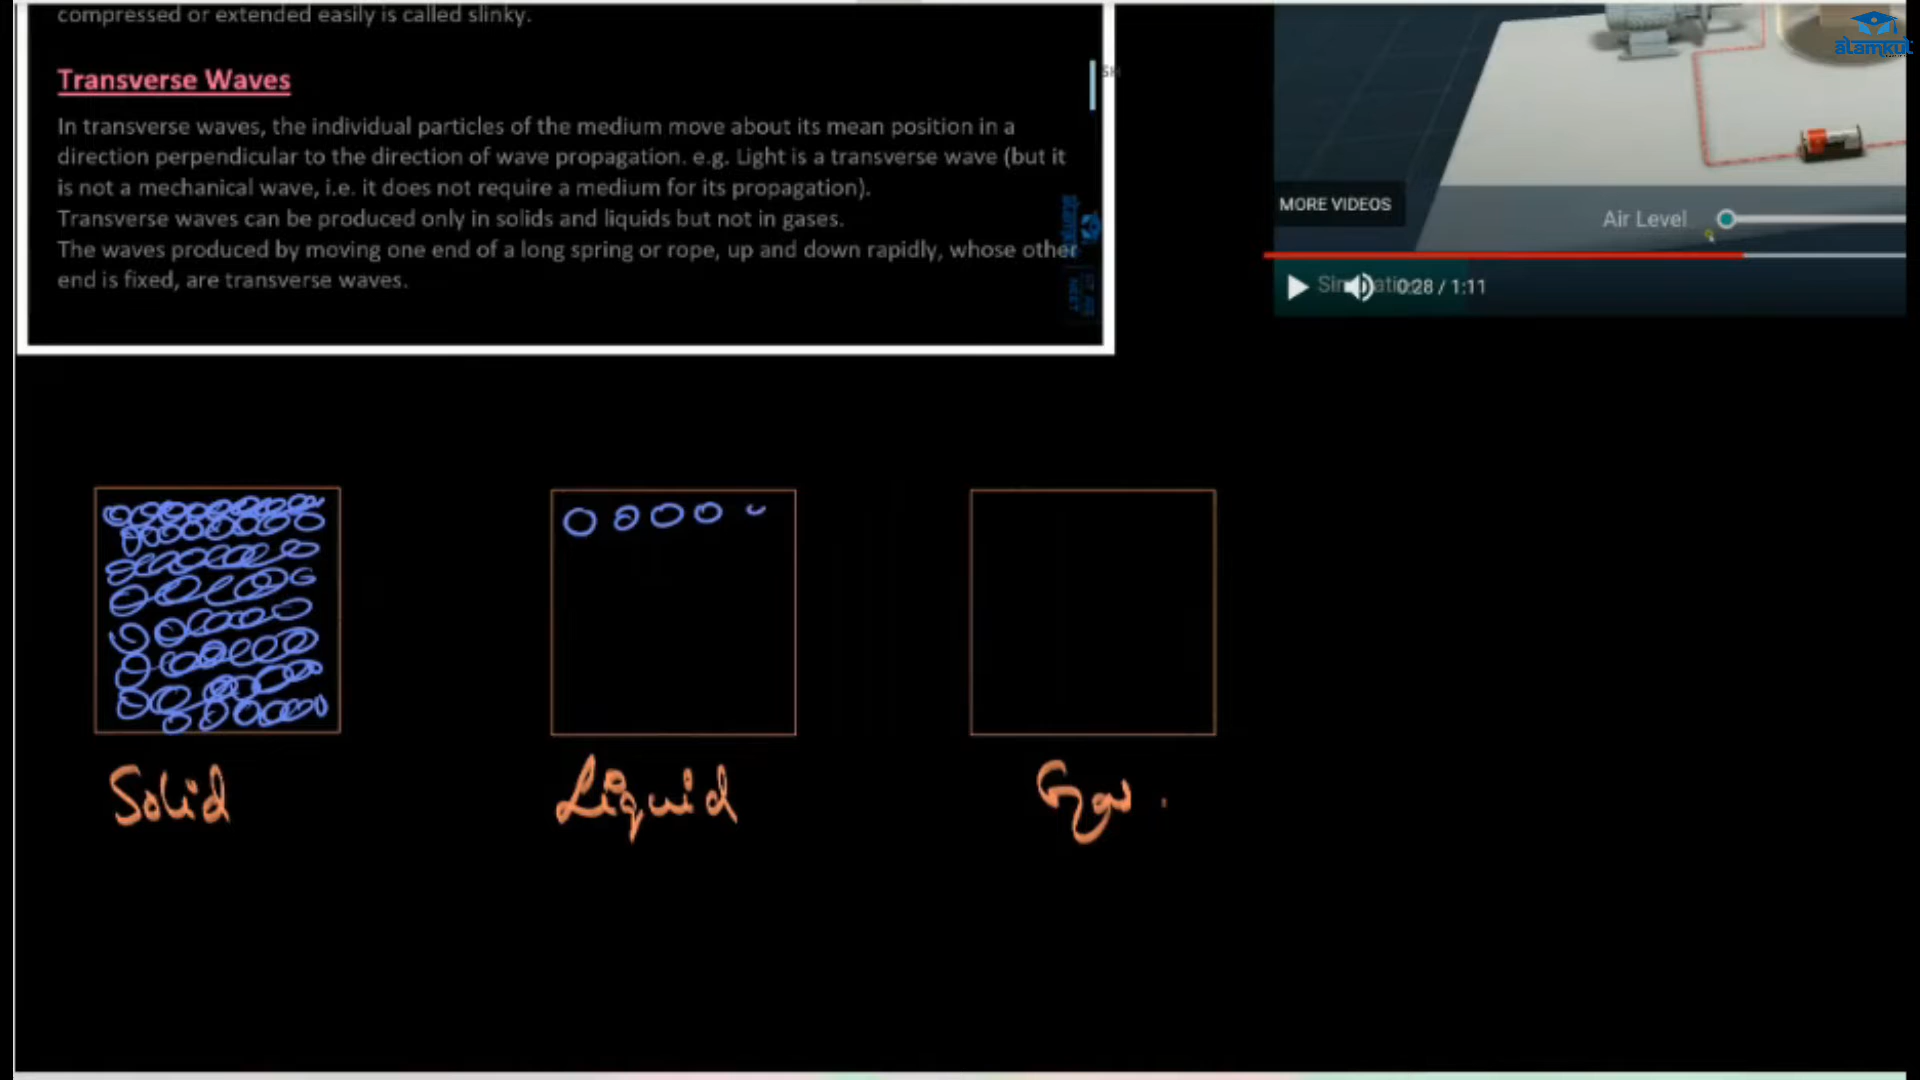 compressed or extended easily is called slinky.
Transverse Waves
In transverse waves, the individual particles of the medium move about its mean position in a
direction perpendicular to the direction of wave propagation. e.g. Light is a transverse wave (but it
is not a mechanical wave, i.e. it does not require a medium for its propagation).
Transverse waves can be produced only in solids and liquids but not in gases.
The waves produced by moving one end of a long spring or rope, up and down rapidly, whose other
end is fixed, are transverse waves.
alamkut
MORE VIDEOS
Air Level
0:28 / 1:11
Solid
Liquid
Gas